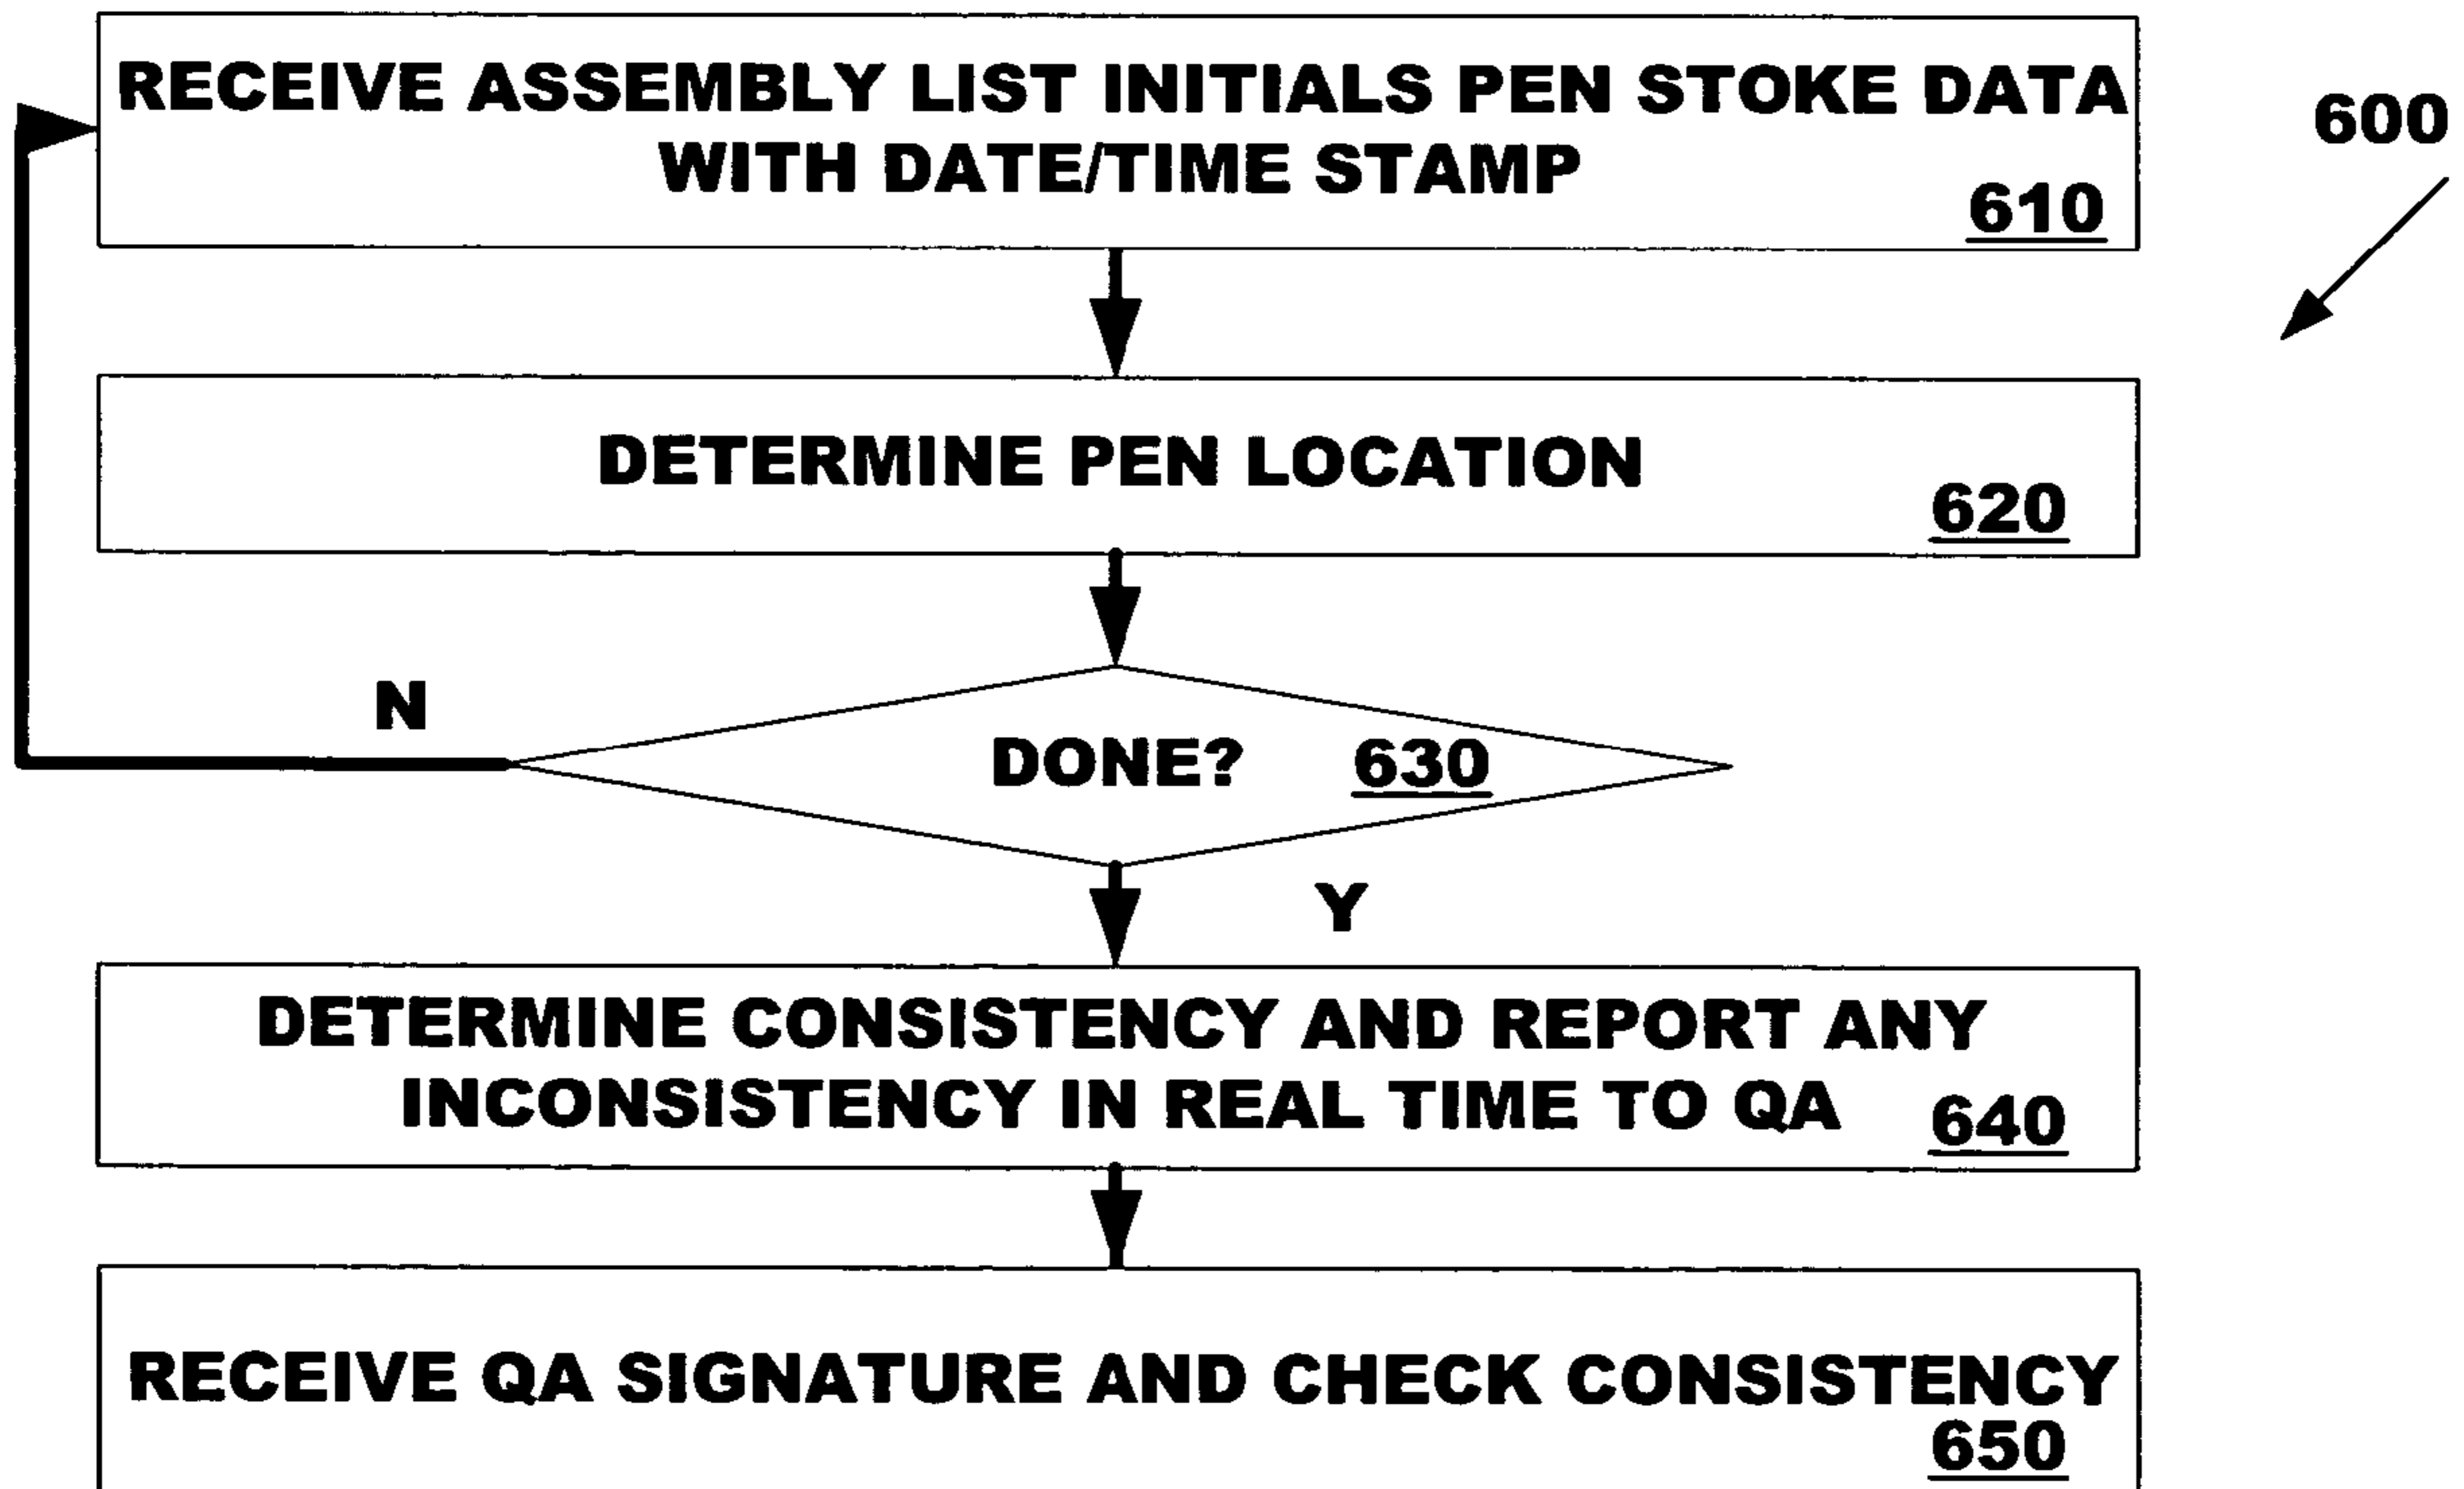 RECEIVE ASSEMBLY LIST INITIALS PEN STOKE DATA
WITH DATE/TIME STAMP
610
600
DETERMINE PEN LOCATION
620
N
DONE? 630
Y
DETERMINE CONSISTENCY AND REPORT ANY
INCONSISTENCY IN REAL TIME TO QA
640
RECEIVE QA SIGNATURE AND CHECK CONSISTENCY
650